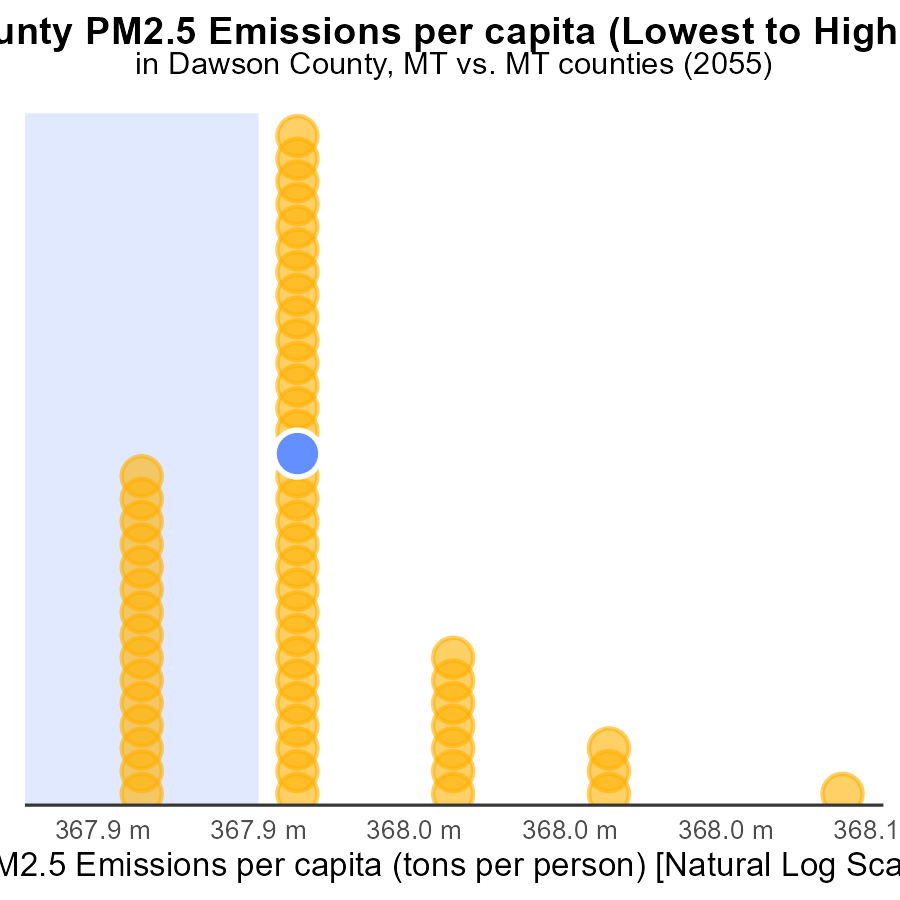 unty PM2.5 Emissions per capita (Lowest to High
in Dawson County, MT vs. MT counties (2055)
367.9 m 367.9 m 368.0 m 368.0 m 368.0 m 368.1
M2.5 Emissions per capita (tons per person) [Natural Log Sca